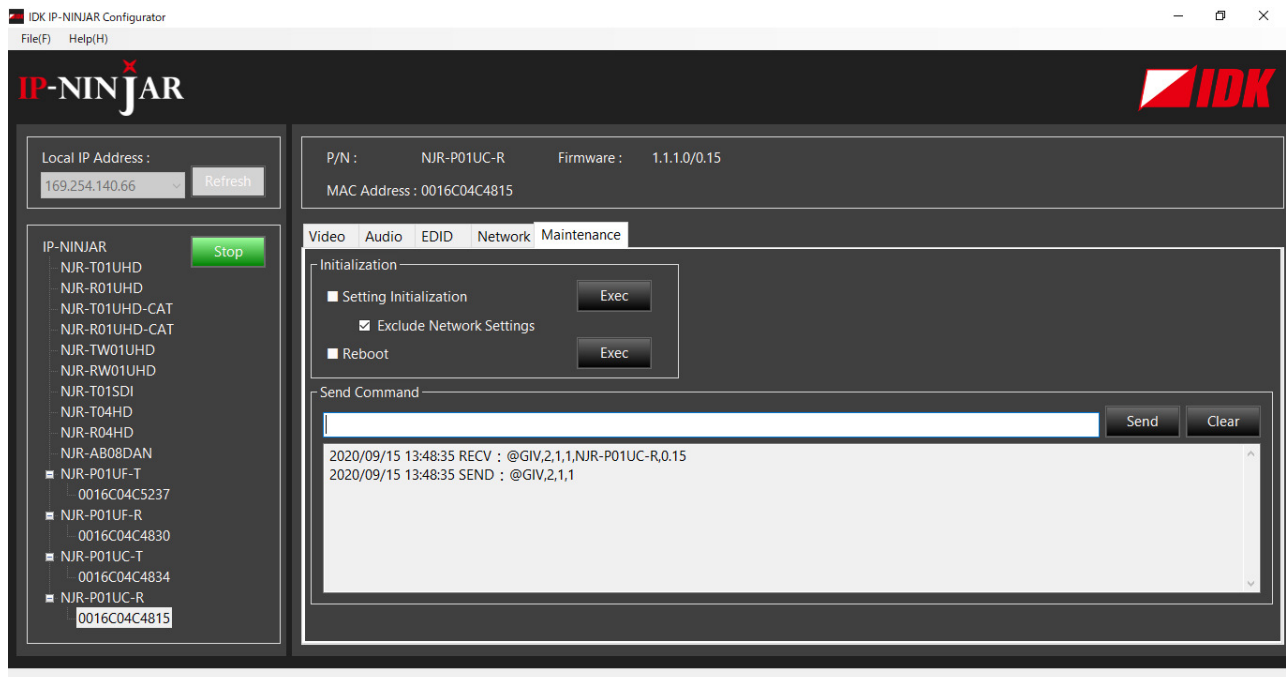 IDK IP-NINJAR Configurator
File(F) Help(H)
IP-NINJAR
IDK
Local IP Address :
169.254.140.66
Refresh
P/N : NJR-P01UC-R Firmware : 1.1.1.0/0.15
MAC Address : 0016C04C4815
IP-NINJAR
Stop
NJR-T01UHD
NJR-R01UHD
NJR-T01UHD-CAT
NJR-R01UHD-CAT
NJR-TW01UHD
NJR-RW01UHD
NJR-T01SDI
NJR-T04HD
NJR-R04HD
NJR-AB08DAN
NJR-P01UF-T
0016C04C5237
NJR-P01UF-R
0016C04C4830
NJR-P01UC-T
0016C04C4834
NJR-P01UC-R
0016C04C4815
Video Audio EDID Network Maintenance
Initialization
Setting Initialization Exec
Exclude Network Settings
Reboot Exec
Send Command
Send Clear
2020/09/15 13:48:35 RECV : @GIV,2,1,1,NJR-P01UC-R,0.15
2020/09/15 13:48:35 SEND : @GIV,2,1,1